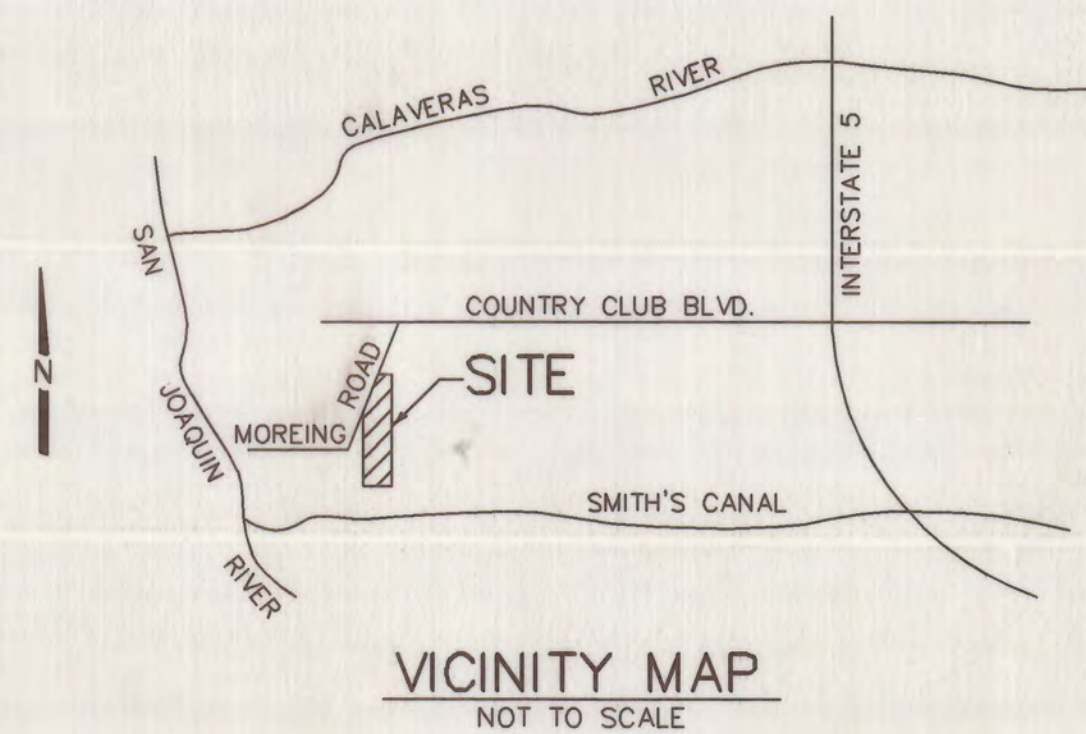 CALAVERAS RIVER
INTERSTATE 5
SAN JOAQUIN RIVER
N
COUNTRY CLUB BLVD.
MOREING ROAD
SITE
SMITH'S CANAL
VICINITY MAP
NOT TO SCALE